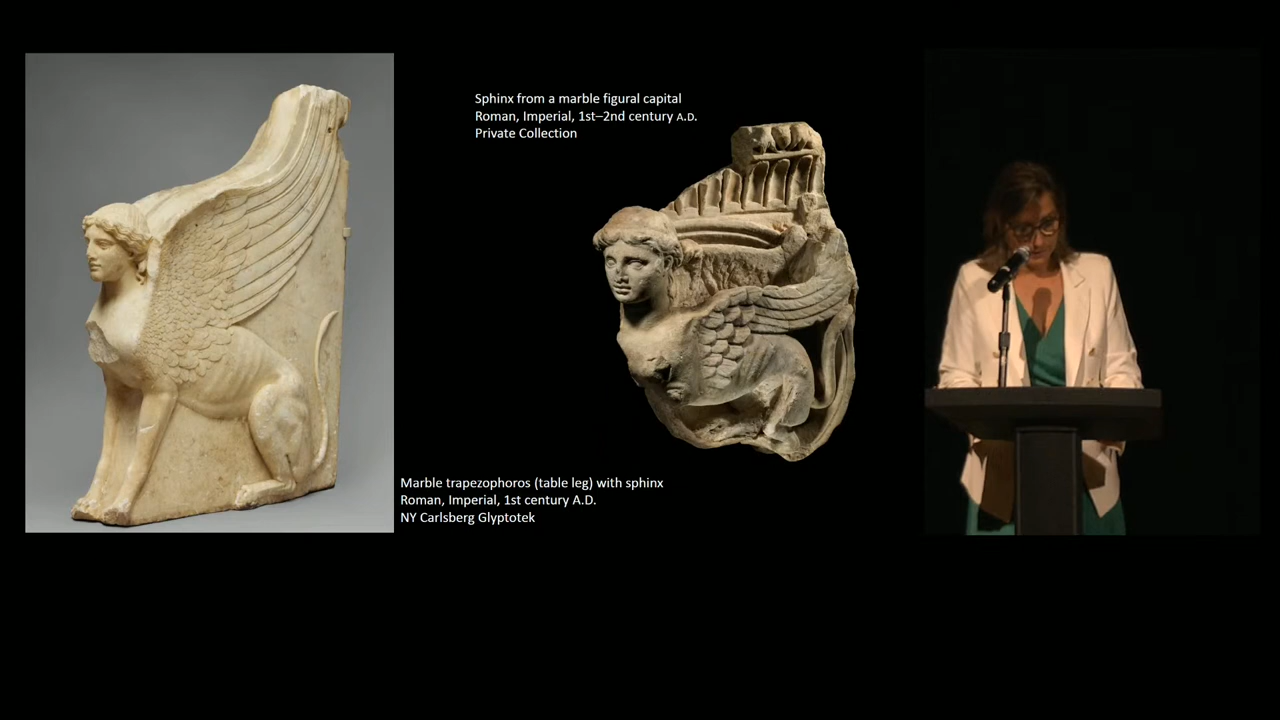 Sphinx from a marble figural capital
Roman, Imperial, 1st–2nd century A.D.
Private Collection
Marble trapezophoros (table leg) with sphinx
Roman, Imperial, 1st century A.D.
NY Carlsberg Glyptotek